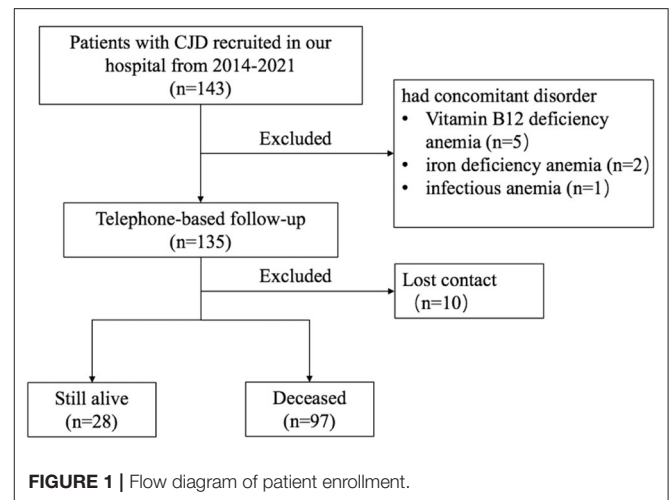 Patients with CJD recruited in our
hospital from 2014-2021
(n=143)
Excluded
had concomitant disorder
• Vitamin B12 deficiency
anemia (n=5)
• iron deficiency anemia (n=2)
• infectious anemia (n=1)
Telephone-based follow-up
(n=135)
Excluded
Lost contact
(n=10)
Still alive
(n=28)
Deceased
(n=97)
FIGURE 1 | Flow diagram of patient enrollment.